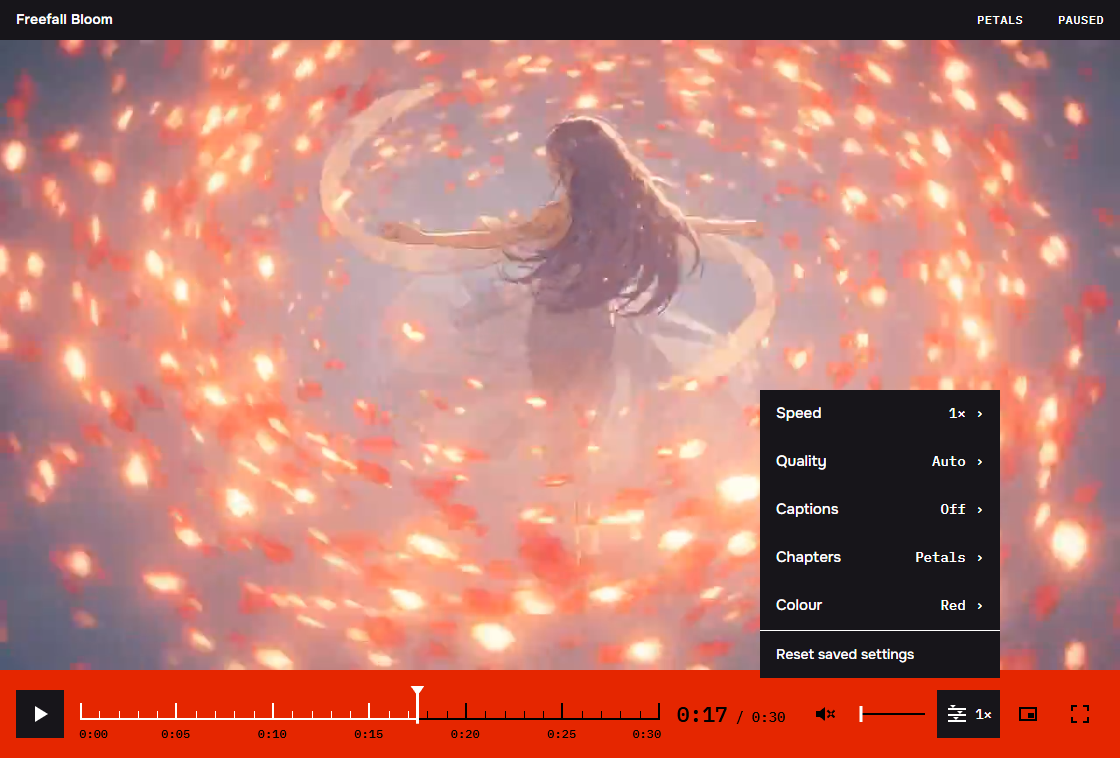 Freefall Bloom PETALS PAUSED
Speed 1× ›
Quality Auto ›
Captions Off ›
Chapters Petals ›
Colour Red ›
Reset saved settings
0:17 / 0:30 1×
0:00 0:05 0:10 0:15 0:20 0:25 0:30